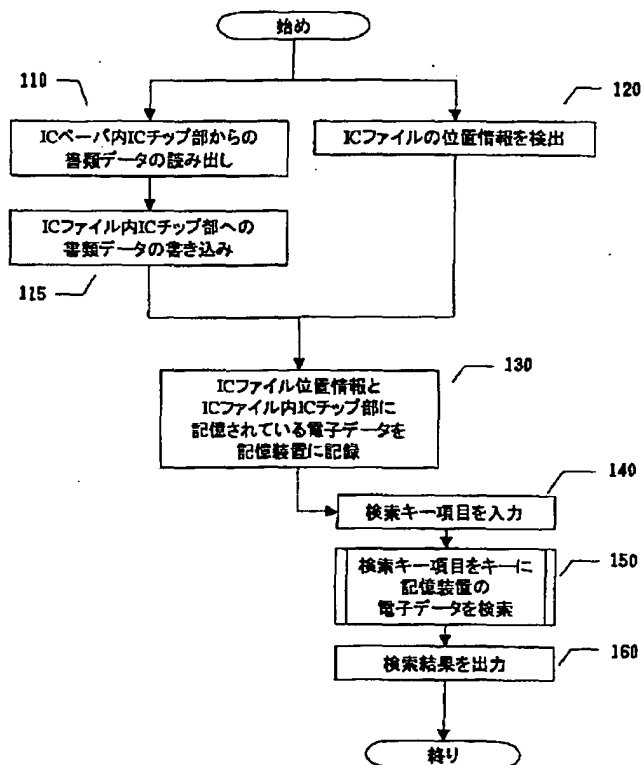 始め
110
120
ICペーパ内ICチップ部からの
書類データの読み出し
ICファイルの位置情報を検出
ICファイル内ICチップ部への
書類データの書き込み
115
130
ICファイル位置情報と
ICファイル内ICチップ部に
記憶されている電子データを
記憶装置に記録
140
検索キー項目を入力
150
検索キー項目をキーに
記憶装置の
電子データを検索
160
検索結果を出力
終り